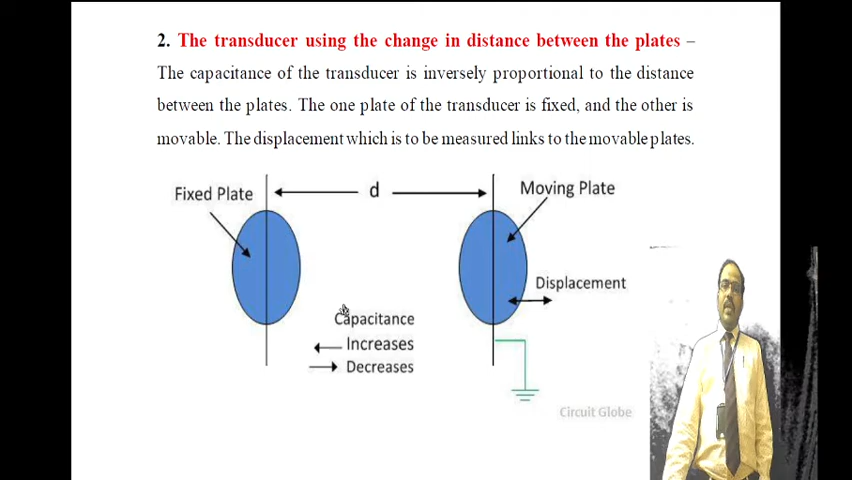 2. The transducer using the change in distance between the plates –
The capacitance of the transducer is inversely proportional to the distance
between the plates. The one plate of the transducer is fixed, and the other is
movable. The displacement which is to be measured links to the movable plates.
Fixed Plate
d
Moving Plate
Displacement
Capacitance
Increases
Decreases
Circuit Globe